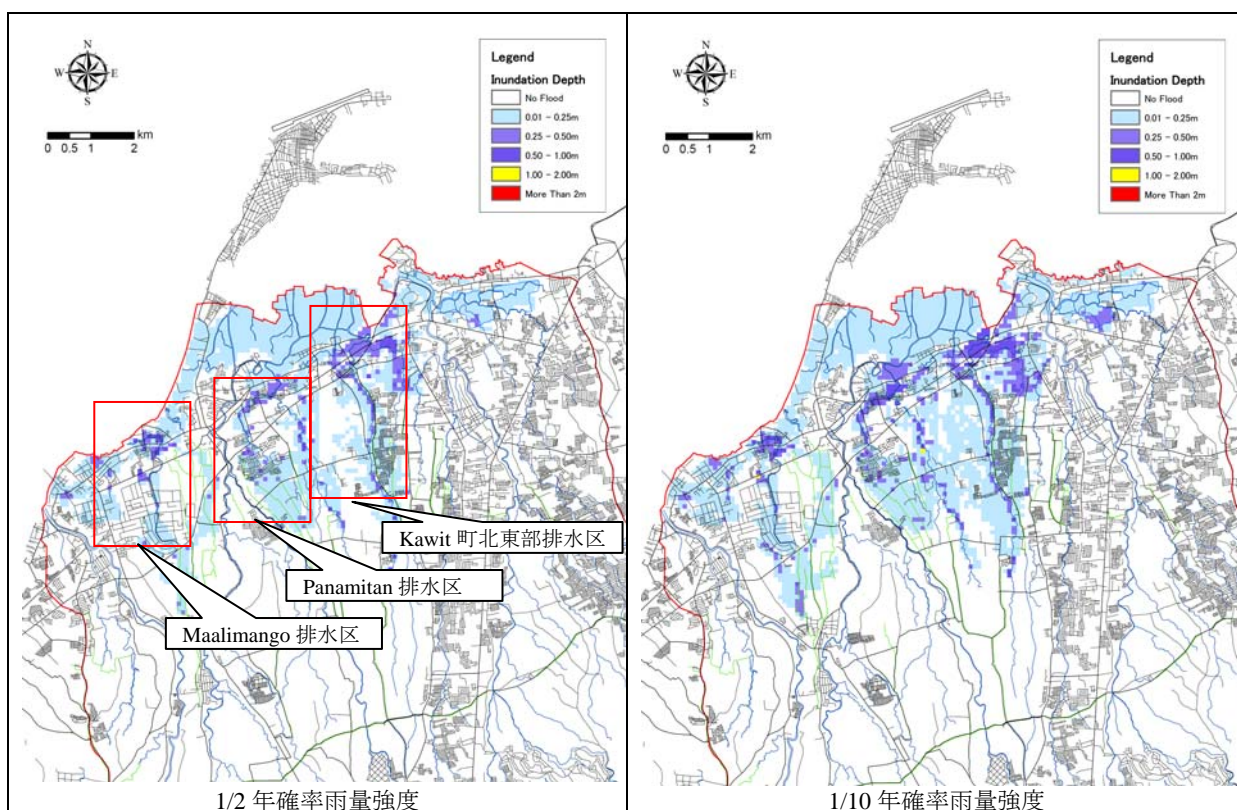 N
W E
S
km
0 0.5 1 2
Legend
Inundation Depth
No Flood
0.01 - 0.25m
0.25 - 0.50m
0.50 - 1.00m
1.00 - 2.00m
More Than 2m
Kawit 町北東部排水区
Panamitan 排水区
Maalimango 排水区
1/2 年確率雨量強度
N
W E
S
km
0 0.5 1 2
Legend
Inundation Depth
No Flood
0.01 - 0.25m
0.25 - 0.50m
0.50 - 1.00m
1.00 - 2.00m
More Than 2m
1/10 年確率雨量強度